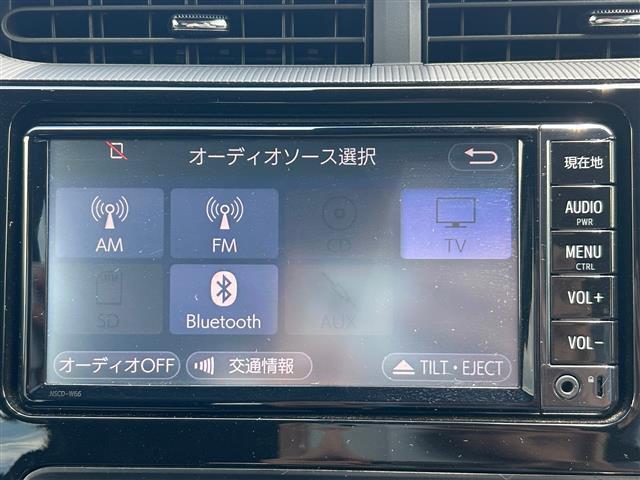 オーディオソース選択
現在地
AM
FM
CD
TV
AUDIO
PWR
MENU
CTRL
SD
Bluetooth
AUX
VOL+
オーディオOFF
交通情報
TILT・EJECT
VOL-
NSCD-W66